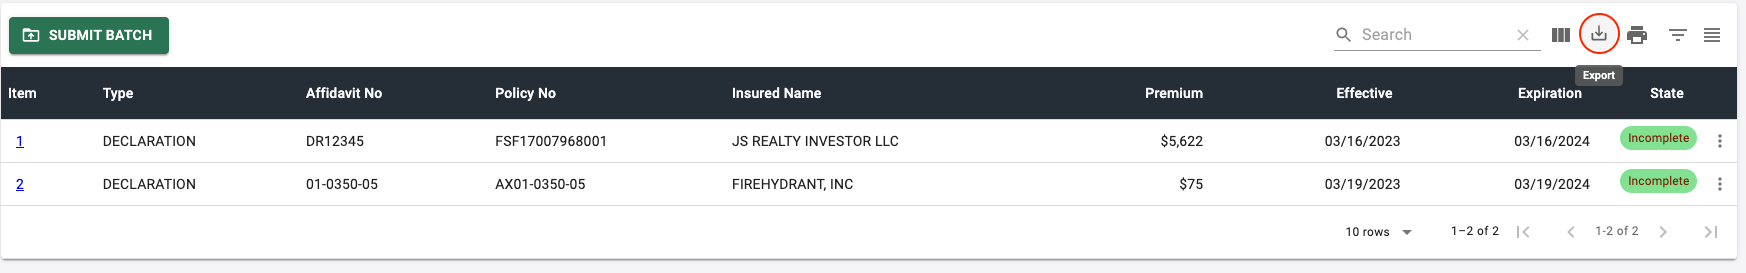 SUBMIT BATCH
Search
Export
Item Type Affidavit No Policy No Insured Name Premium Effective Expiration State
1 DECLARATION DR12345 FSF17007968001 JS REALTY INVESTOR LLC $5,622 03/16/2023 03/16/2024 Incomplete
2 DECLARATION 01-0350-05 AX01-0350-05 FIREHYDRANT, INC $75 03/19/2023 03/19/2024 Incomplete
10 rows 1–2 of 2 1-2 of 2